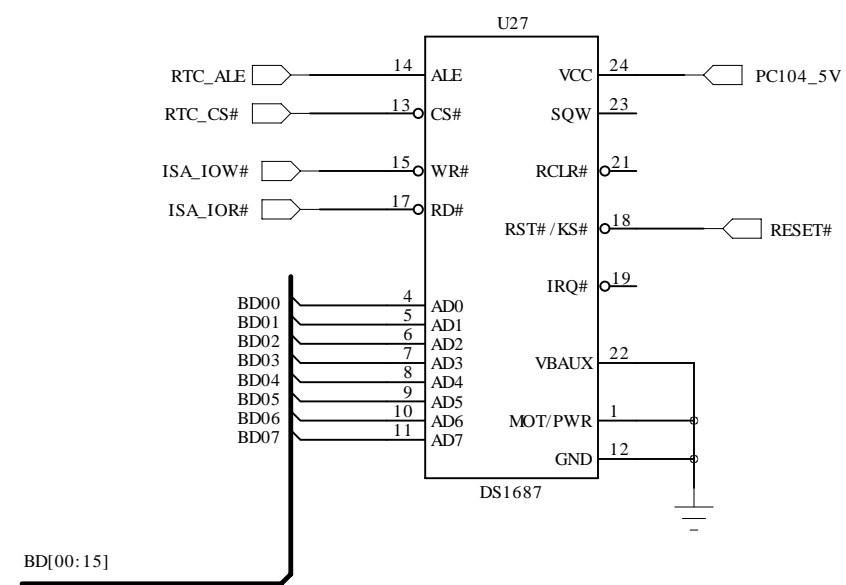 U27
RTC_ALE 14 ALE VCC 24 PC104_5V
RTC_CS# 13 CS# SQW 23
ISA_IOW# 15 WR# RCLR# 21
ISA_IOR# 17 RD#
RST#/KS# 18 RESET#
IRQ# 19
BD00 4 AD0
BD01 5 AD1
BD02 6 AD2
BD03 7 AD3 VBAUX 22
BD04 8 AD4
BD05 9 AD5
BD06 10 AD6 MOT/PWR 1
BD07 11 AD7
GND 12
DS1687
BD[00:15]